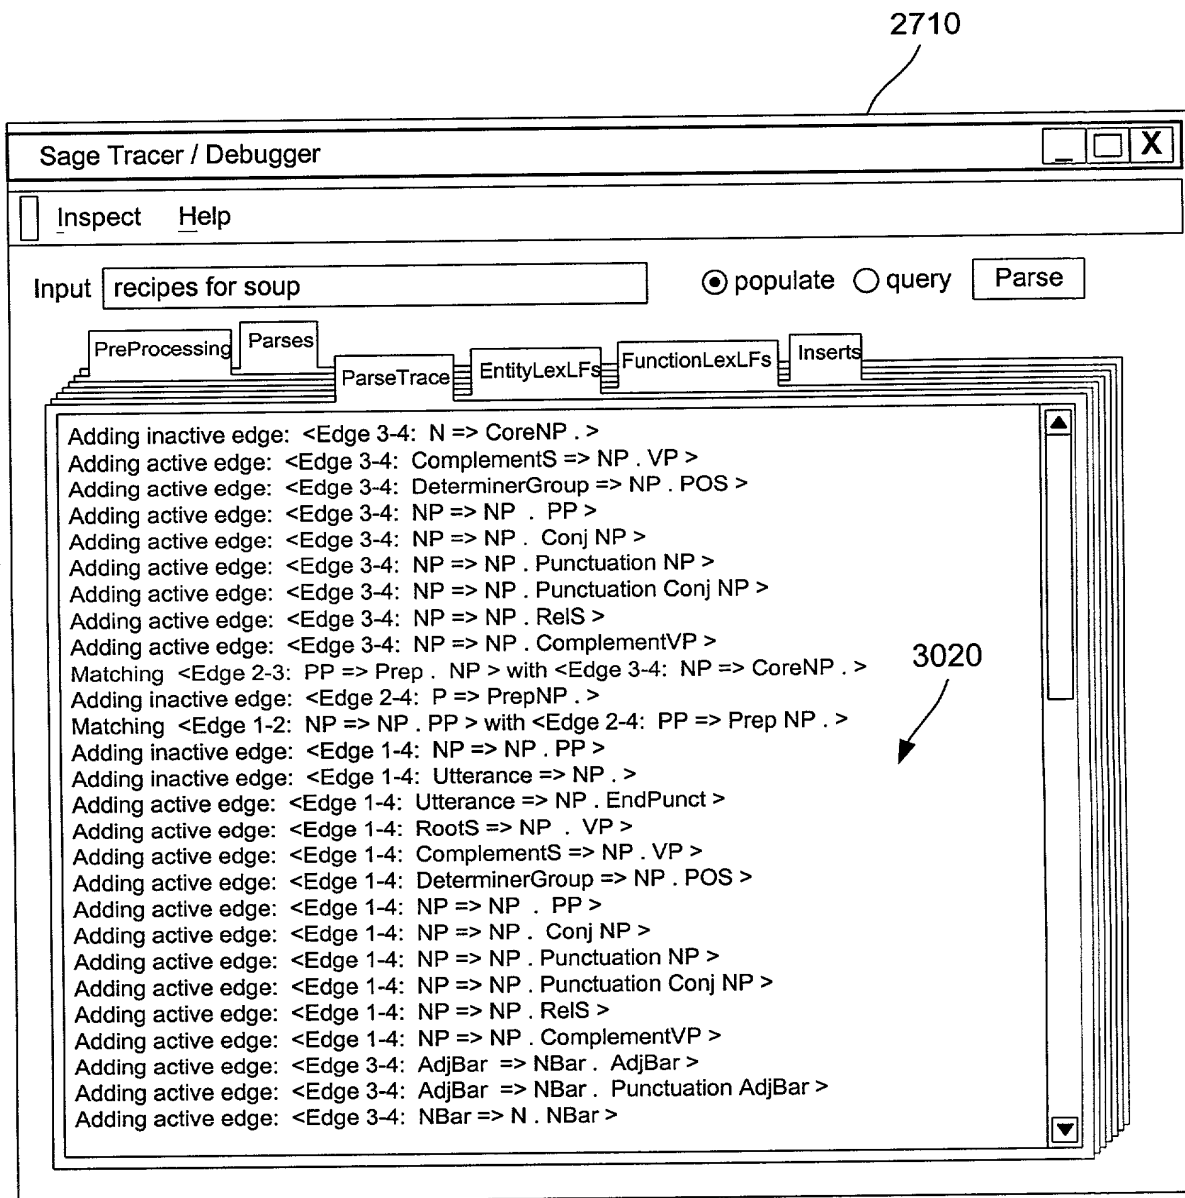 2710
Sage Tracer / Debugger
_ X
Inspect Help
Input recipes for soup populate query Parse
PreProcessing Parses ParseTrace EntityLexLFs FunctionLexLFs Inserts
Adding inactive edge: <Edge 3-4: N => CoreNP . >
Adding active edge: <Edge 3-4: ComplementS => NP . VP >
Adding active edge: <Edge 3-4: DeterminerGroup => NP . POS >
Adding active edge: <Edge 3-4: NP => NP . PP >
Adding active edge: <Edge 3-4: NP => NP . Conj NP >
Adding active edge: <Edge 3-4: NP => NP . Punctuation NP >
Adding active edge: <Edge 3-4: NP => NP . Punctuation Conj NP >
Adding active edge: <Edge 3-4: NP => NP . RelS >
Adding active edge: <Edge 3-4: NP => NP . ComplementVP >
Matching <Edge 2-3: PP => Prep . NP > with <Edge 3-4: NP => CoreNP . >
3020
Adding inactive edge: <Edge 2-4: P => PrepNP . >
Matching <Edge 1-2: NP => NP . PP > with <Edge 2-4: PP => Prep NP . >
Adding inactive edge: <Edge 1-4: NP => NP . PP >
Adding inactive edge: <Edge 1-4: Utterance => NP . >
Adding active edge: <Edge 1-4: Utterance => NP . EndPunct >
Adding active edge: <Edge 1-4: RootS => NP . VP >
Adding active edge: <Edge 1-4: ComplementS => NP . VP >
Adding active edge: <Edge 1-4: DeterminerGroup => NP . POS >
Adding active edge: <Edge 1-4: NP => NP . PP >
Adding active edge: <Edge 1-4: NP => NP . Conj NP >
Adding active edge: <Edge 1-4: NP => NP . Punctuation NP >
Adding active edge: <Edge 1-4: NP => NP . Punctuation Conj NP >
Adding active edge: <Edge 1-4: NP => NP . RelS >
Adding active edge: <Edge 1-4: NP => NP . ComplementVP >
Adding active edge: <Edge 3-4: AdjBar => NBar . AdjBar >
Adding active edge: <Edge 3-4: AdjBar => NBar . Punctuation AdjBar >
Adding active edge: <Edge 3-4: NBar => N . NBar >